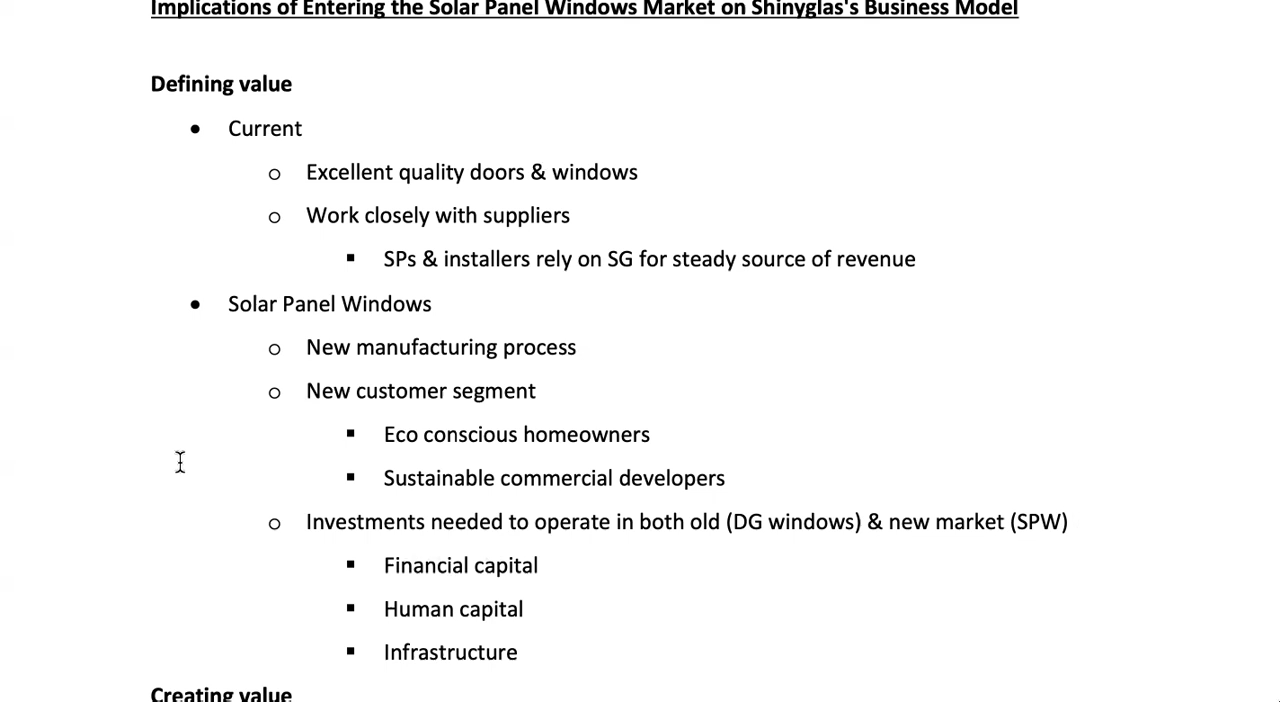 Implications of Entering the Solar Panel Windows Market on Shinyglas's Business Model
Defining value
• Current
o Excellent quality doors & windows
o Work closely with suppliers
▪ SPs & installers rely on SG for steady source of revenue
• Solar Panel Windows
o New manufacturing process
o New customer segment
▪ Eco conscious homeowners
▪ Sustainable commercial developers
o Investments needed to operate in both old (DG windows) & new market (SPW)
▪ Financial capital
▪ Human capital
▪ Infrastructure
Creating value